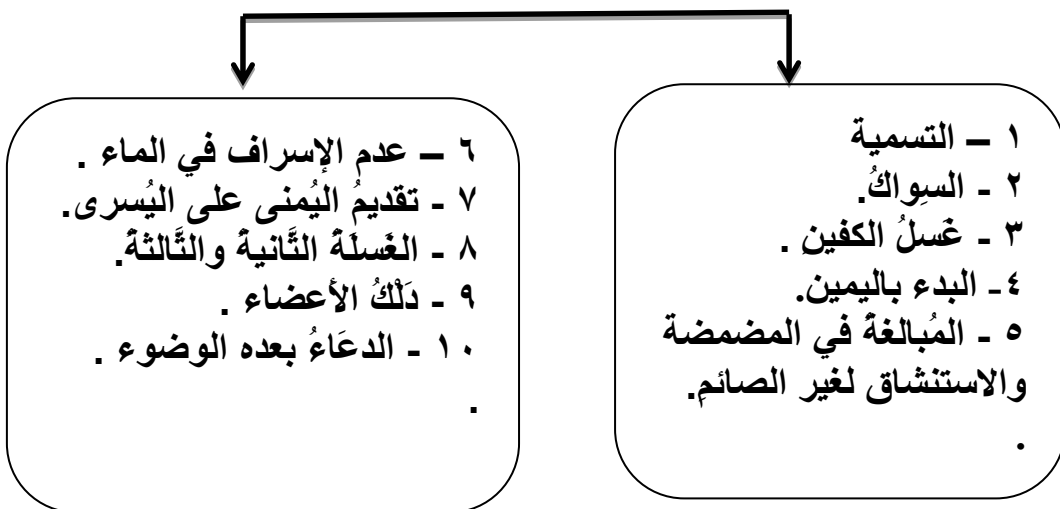 ١ – التسمية
٢ - السِواكُ.
٣ - غَسلُ الكفينِ .
٤- البدء باليمين.
٥ - المُبالغةُ في المضمضة
والاستنشاق لغير الصائمِ.
.
٦ – عدم الإسراف في الماء .
٧ - تقديمُ اليُمنى على اليُسرى.
٨ - الغَسلَةُ الثَّانيةُ والثَّالثةُ.
٩ - دَلْكُ الأعضاء .
١٠ - الدعَاءُ بعده الوضوء .
.